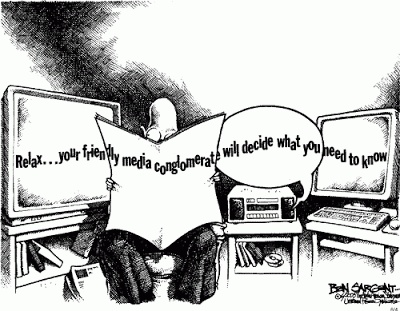 Relax...your friendly media conglomerate will decide what you need to know
BEN SARGENT